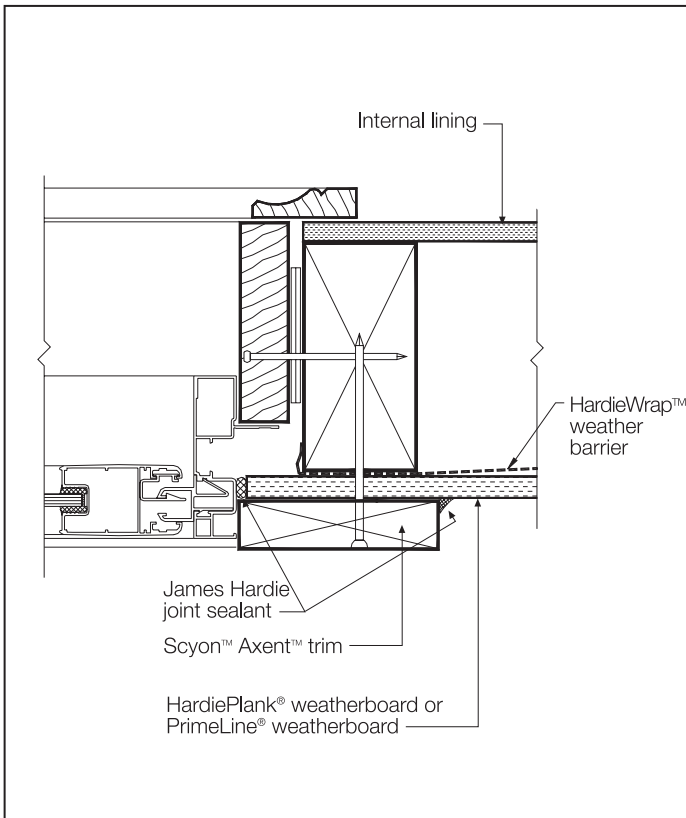 Internal lining
HardieWrap™
weather
barrier
James Hardie
joint sealant
Scyon™ Axent™ trim
HardiePlank® weatherboard or
PrimeLine® weatherboard